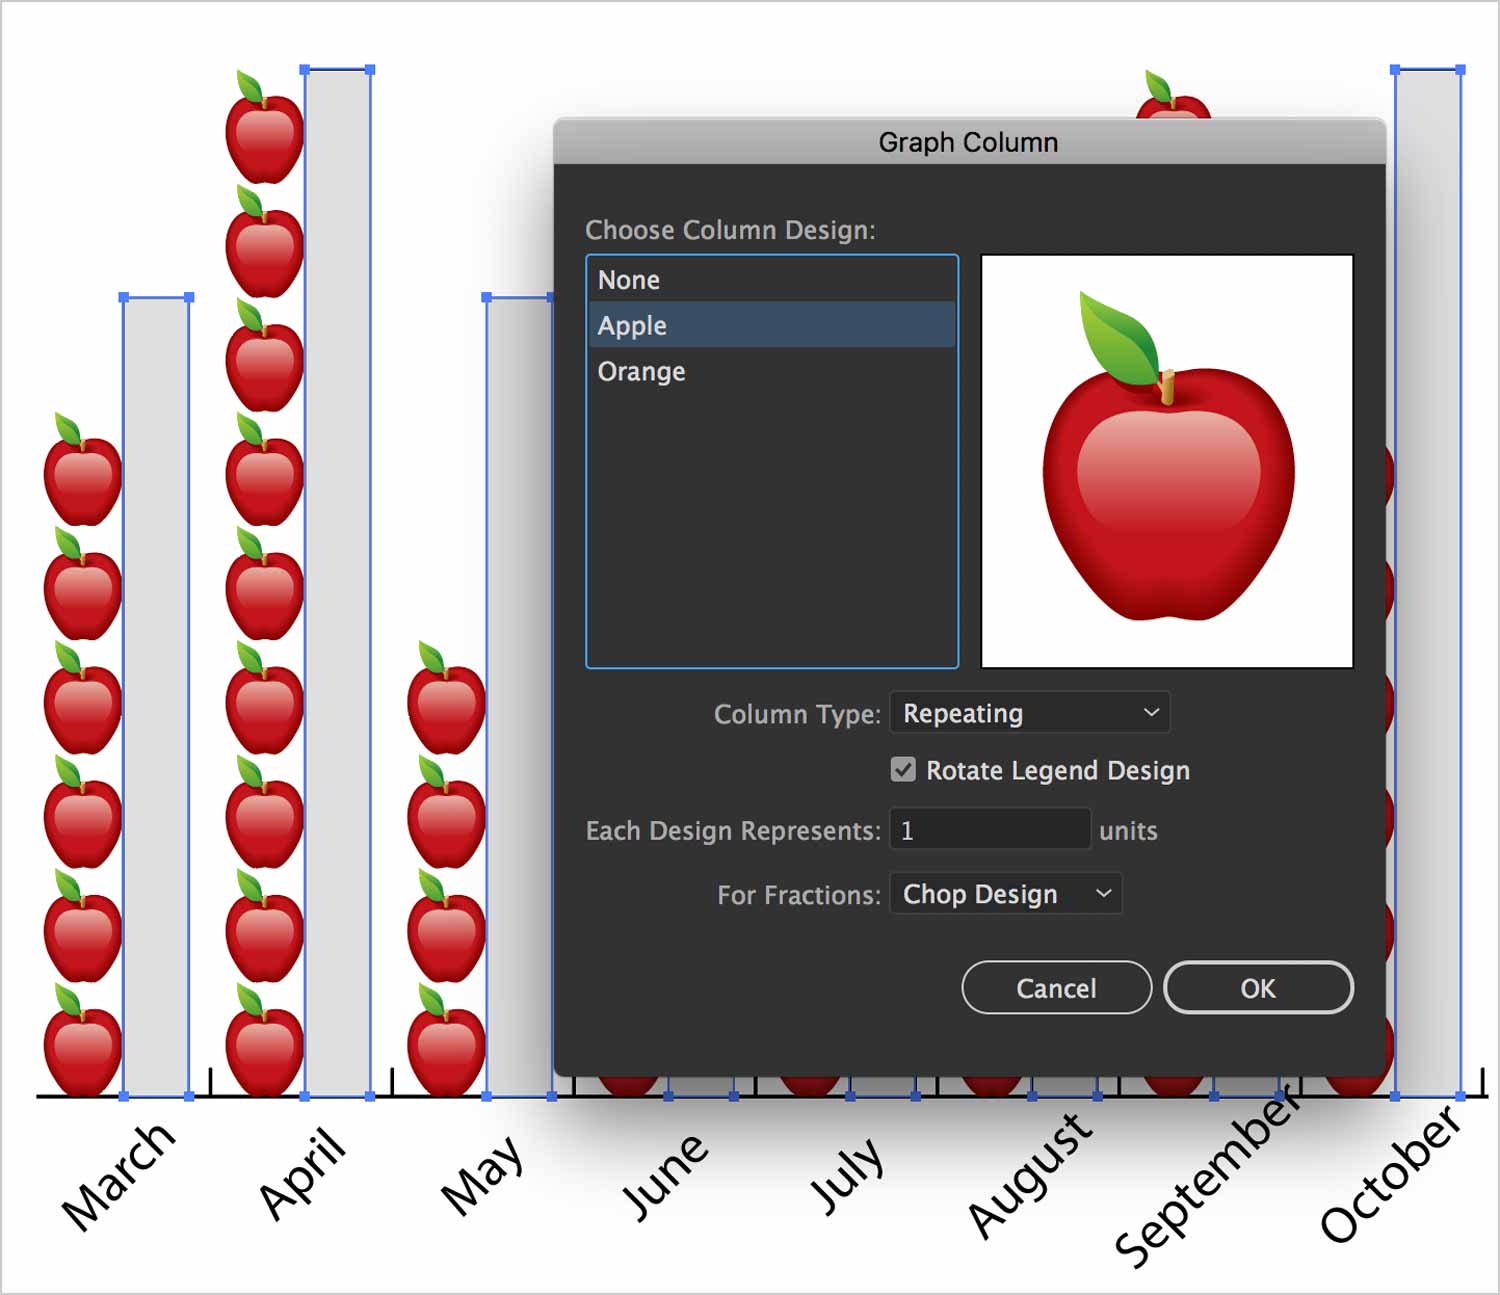 Graph Column
Choose Column Design:
None
Apple
Orange
Column Type: Repeating
Rotate Legend Design
Each Design Represents: 1 units
For Fractions: Chop Design
Cancel OK
March April May June July August September October